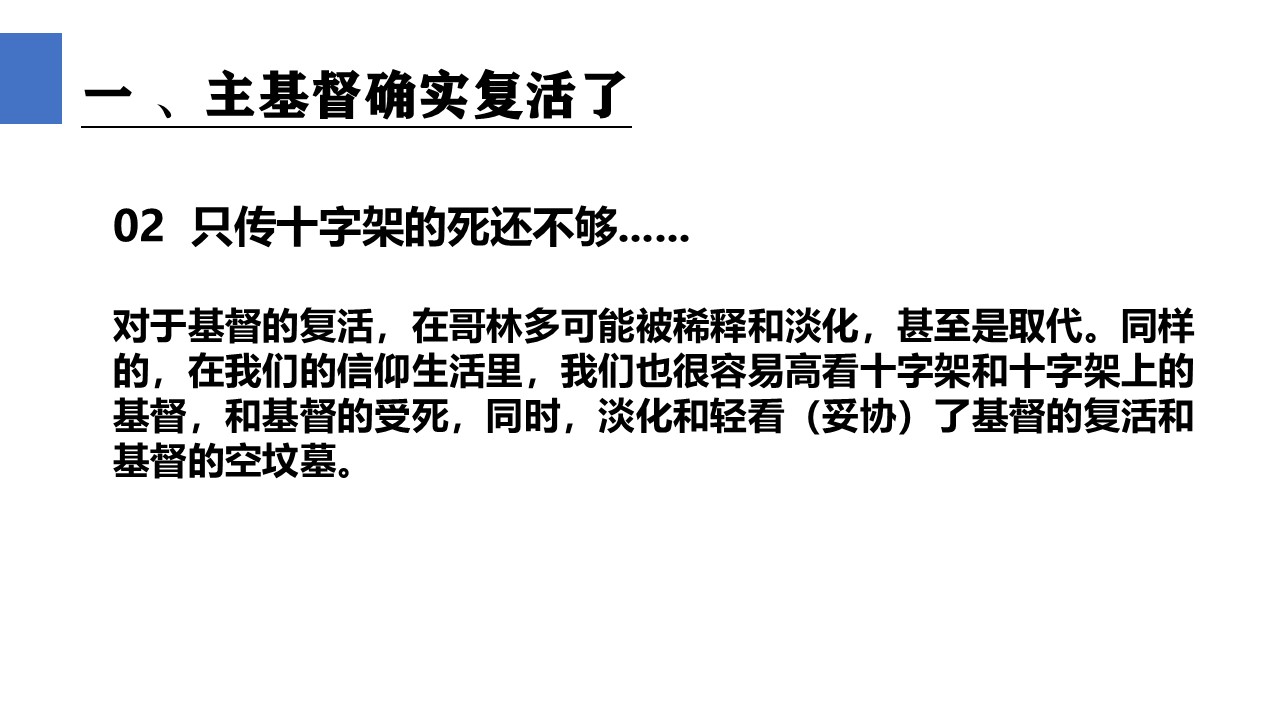 一 、主基督确实复活了
02 只传十字架的死还不够......
对于基督的复活，在哥林多可能被稀释和淡化，甚至是取代。同样
的，在我们的信仰生活里，我们也很容易高看十字架和十字架上的
基督，和基督的受死，同时，淡化和轻看（妥协）了基督的复活和
基督的空坟墓。